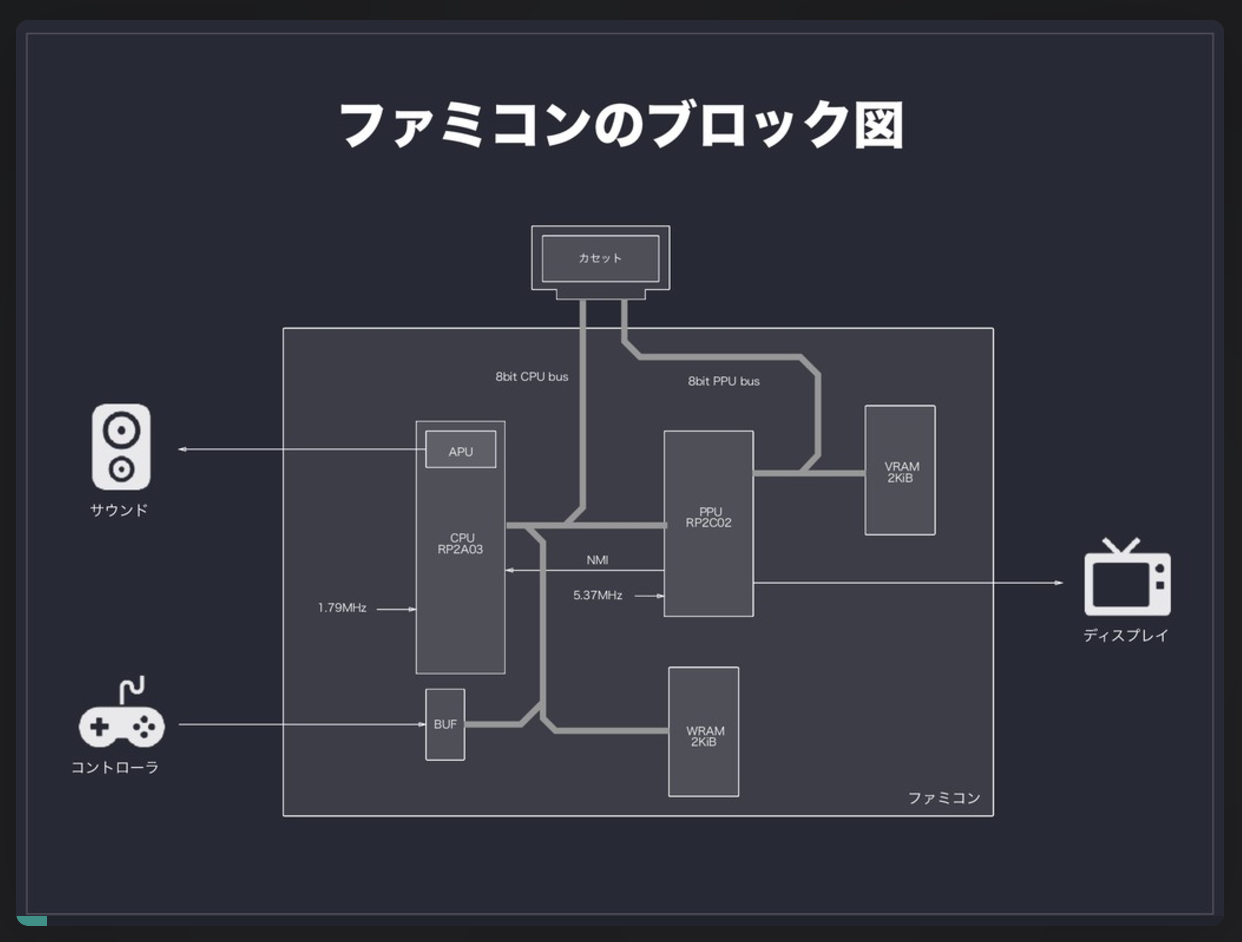 ファミコンのブロック図
カセット
8bit CPU bus
8bit PPU bus
APU
サウンド
VRAM
2KiB
PPU
RP2C02
CPU
RP2A03
NMI
5.37MHz
1.79MHz
ディスプレイ
BUF
WRAM
2KiB
コントローラ
ファミコン